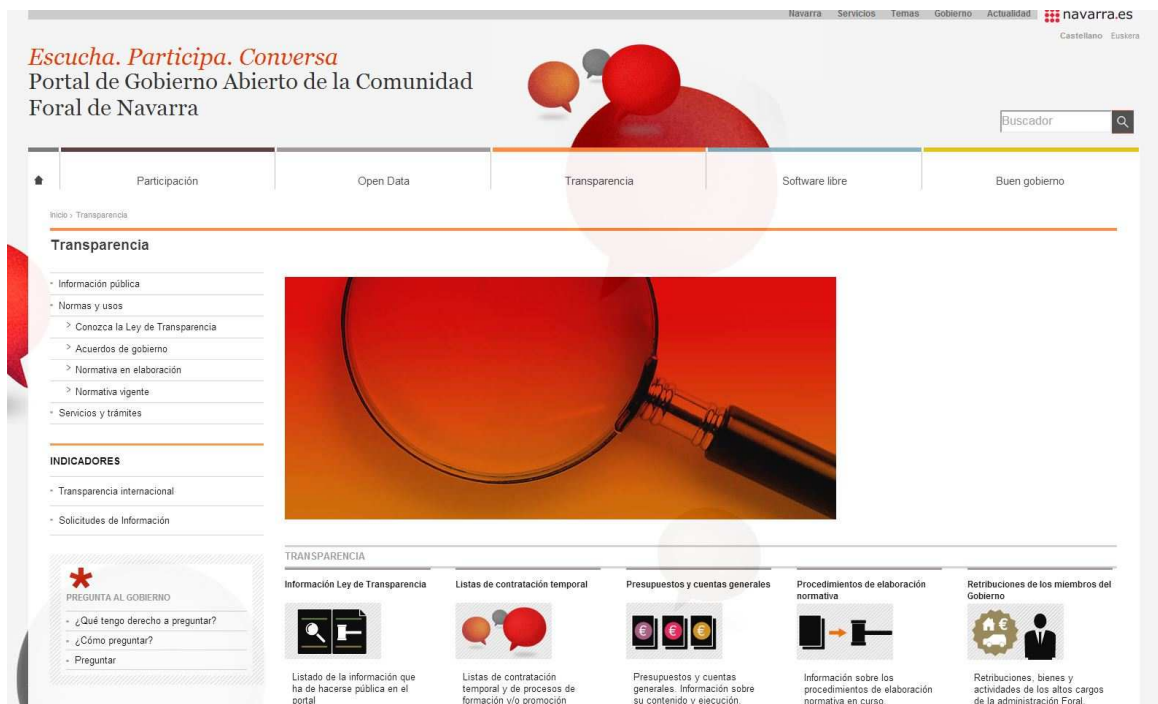 Navarra Servicios Temas Gobierno Actualidad navarra.es
Castellano Euskera
Escucha. Participa. Conversa
Portal de Gobierno Abierto de la Comunidad
Foral de Navarra
Buscador
Participación Open Data Transparencia Software libre Buen gobierno
Inicio › Transparencia
Transparencia
Información pública
Normas y usos
> Conozca la Ley de Transparencia
> Acuerdos de gobierno
> Normativa en elaboración
> Normativa vigente
Servicios y trámites
INDICADORES
Transparencia internacional
Solicitudes de Información
PREGUNTA AL GOBIERNO
¿Qué tengo derecho a preguntar?
¿Cómo preguntar?
Preguntar
TRANSPARENCIA
Información Ley de Transparencia
Listado de la información que
ha de hacerse pública en el
portal
Listas de contratación temporal
Listas de contratación
temporal y de procesos de
formación y/o promoción
Presupuestos y cuentas generales
€ € €
Presupuestos y cuentas
generales. Información sobre
su contenido y ejecución.
Procedimientos de elaboración
normativa
Información sobre los
procedimientos de elaboración
normativa en curso.
Retribuciones de los miembros del
Gobierno
€
Retribuciones, bienes y
actividades de los altos cargos
de la administración Foral.